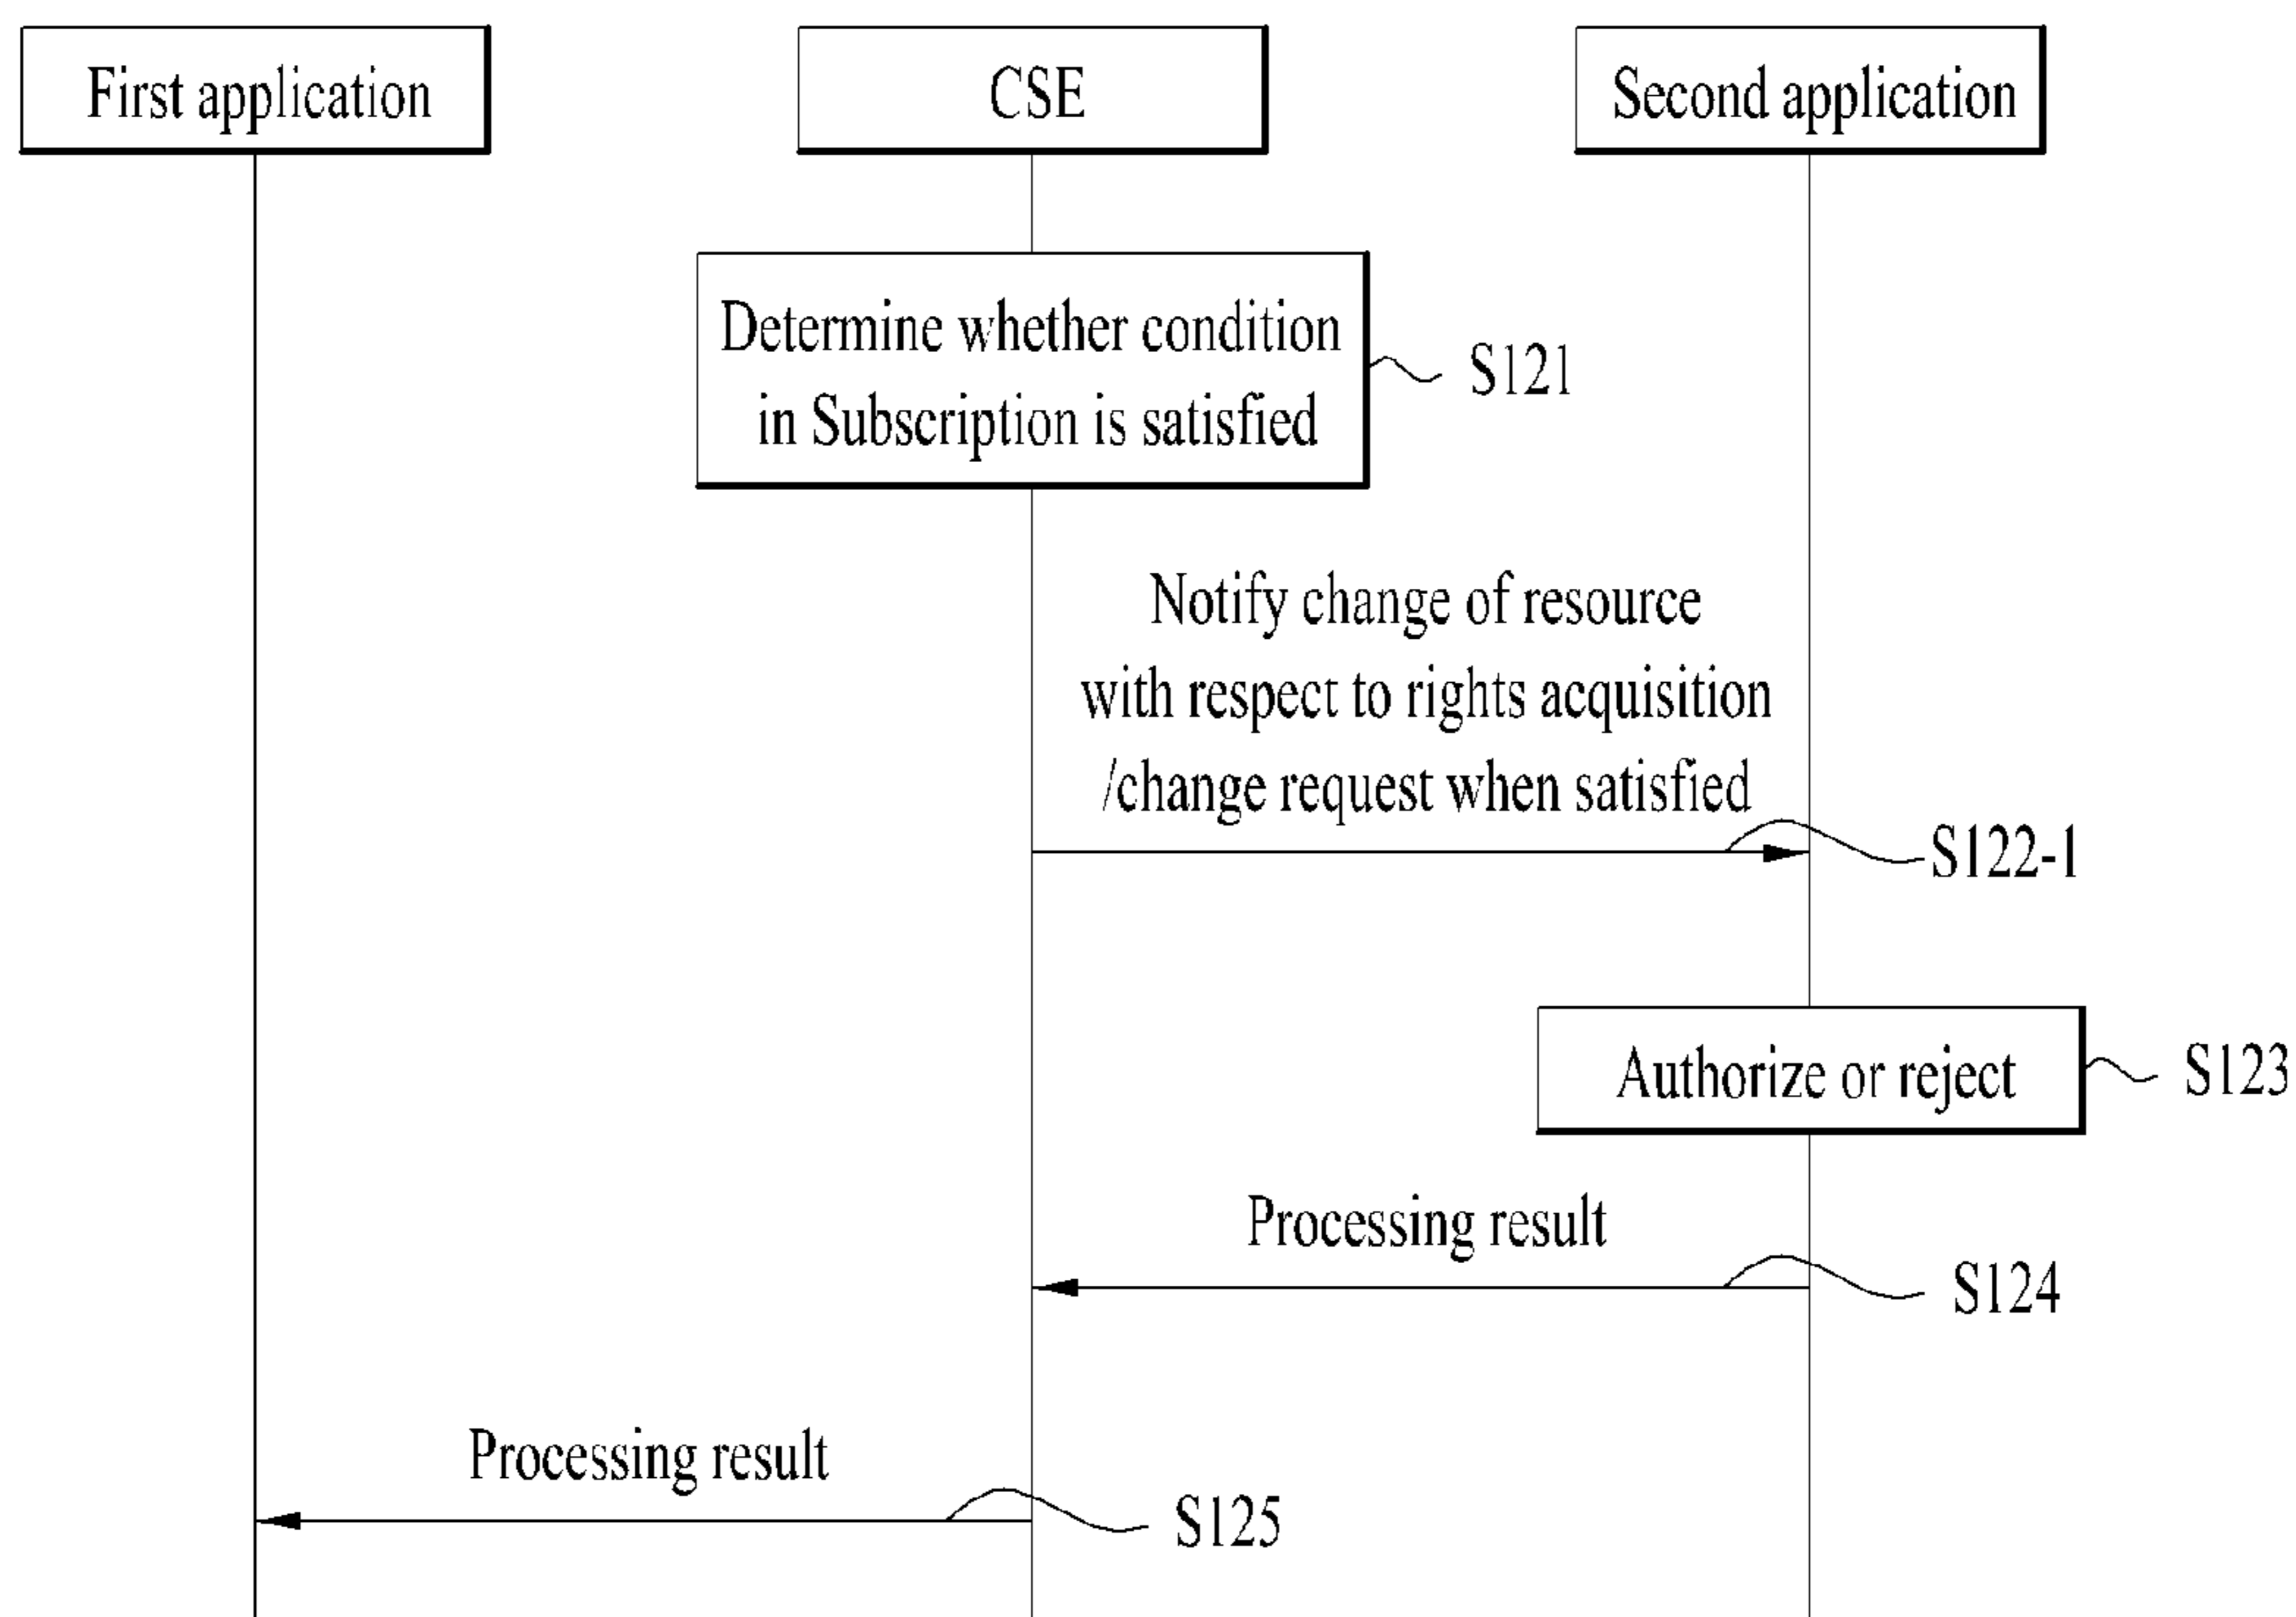 First application
CSE
Second application
Determine whether condition
in Subscription is satisfied
S121
Notify change of resource
with respect to rights acquisition
/change request when satisfied
S122-1
Authorize or reject
S123
Processing result
S124
Processing result
S125